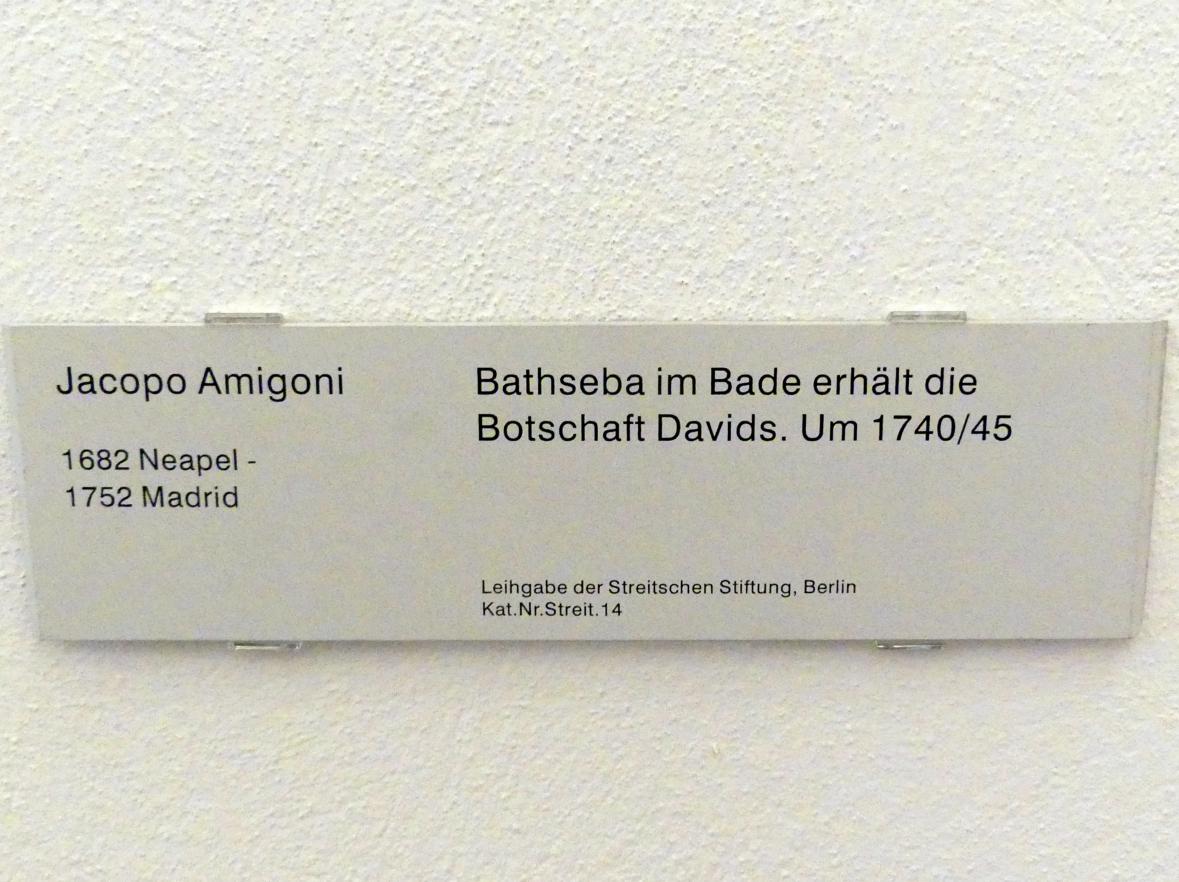 Jacopo Amigoni
1682 Neapel -
1752 Madrid
Bathseba im Bade erhält die
Botschaft Davids. Um 1740/45
Leihgabe der Streitschen Stiftung, Berlin
Kat.Nr.Streit.14